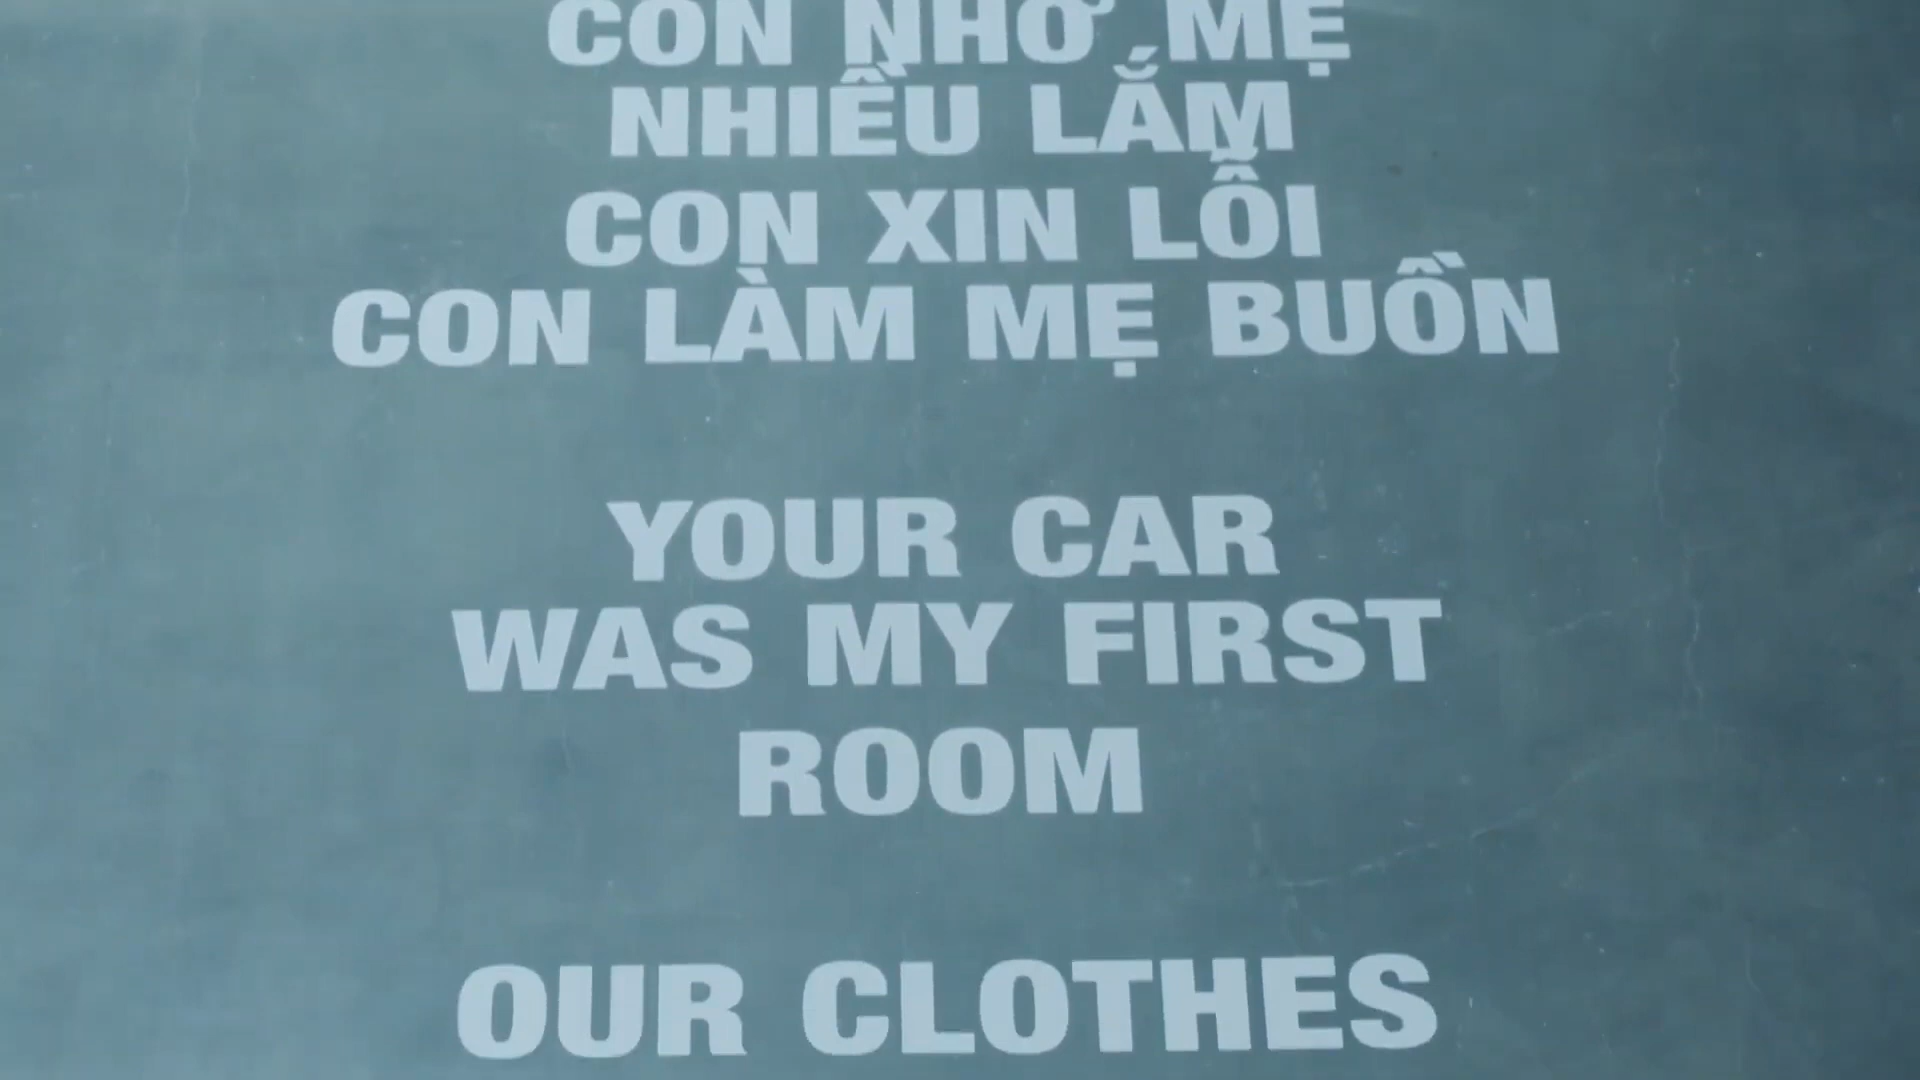 CON NHỚ MẸ
NHIỀU LẮM
CON XIN LỖI
CON LÀM MẸ BUỒN
YOUR CAR
WAS MY FIRST
ROOM
OUR CLOTHES